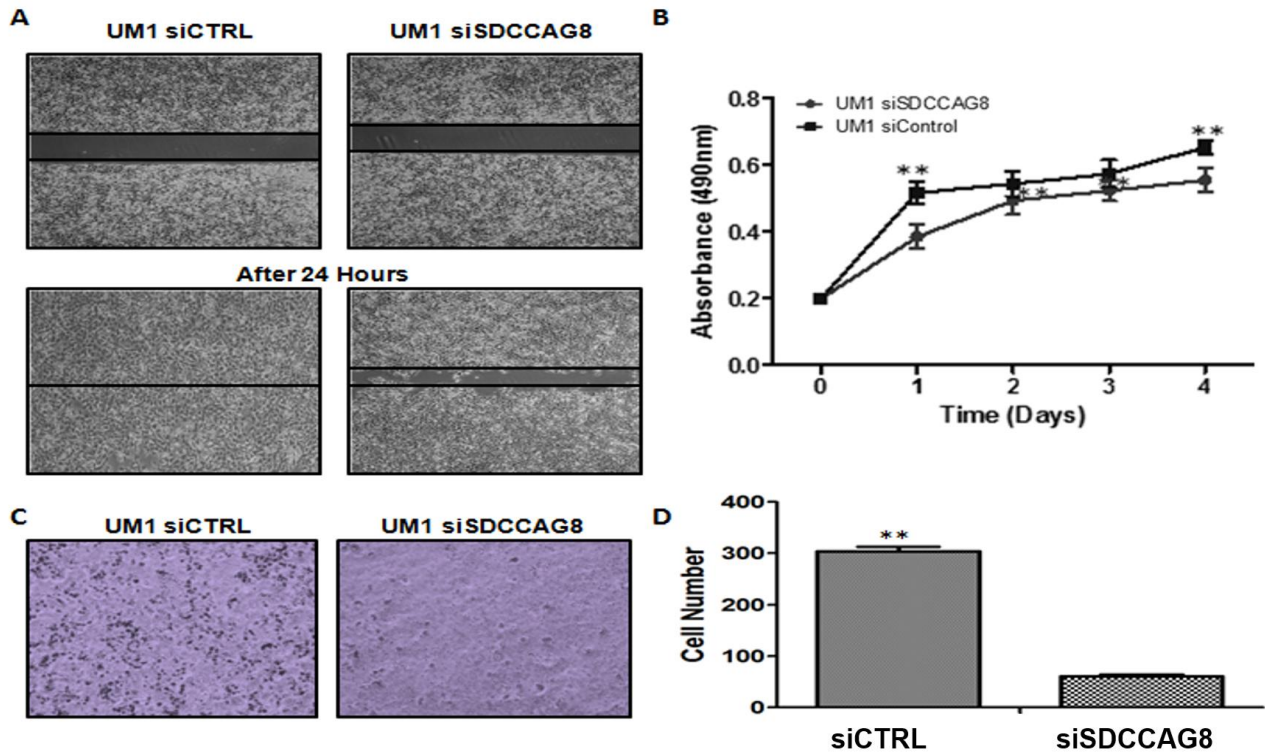 A
UM1 siCTRL
UM1 siSDCCAG8
After 24 Hours
B
UM1 siSDCCAG8
UM1 siControl
Absorbance (490nm)
0.8
0.6
0.4
0.2
0.0
**
**
**
**
0 1 2 3 4
Time (Days)
C
UM1 siCTRL
UM1 siSDCCAG8
D
Cell Number
400
300
200
100
0
**
siCTRL
siSDCCAG8